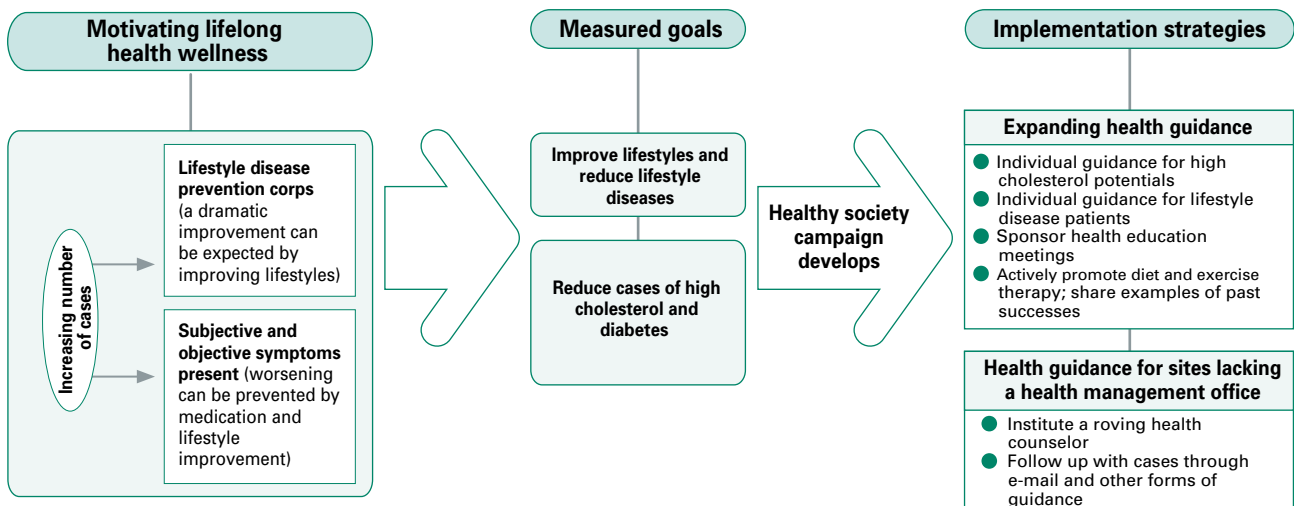 Motivating lifelong
health wellness
Increasing number
of cases
Lifestyle disease
prevention corps
(a dramatic
improvement can
be expected by
improving lifestyles)
Subjective and
objective symptoms
present (worsening
can be prevented by
medication and
lifestyle
improvement)
Measured goals
Improve lifestyles and
reduce lifestyle
diseases
Reduce cases of high
cholesterol and
diabetes
Healthy society
campaign
develops
Implementation strategies
Expanding health guidance
Individual guidance for high
cholesterol potentials
Individual guidance for lifestyle
disease patients
Sponsor health education
meetings
Actively promote diet and exercise
therapy; share examples of past
successes
Health guidance for sites lacking
a health management office
Institute a roving health
counselor
Follow up with cases through
e-mail and other forms of
guidance